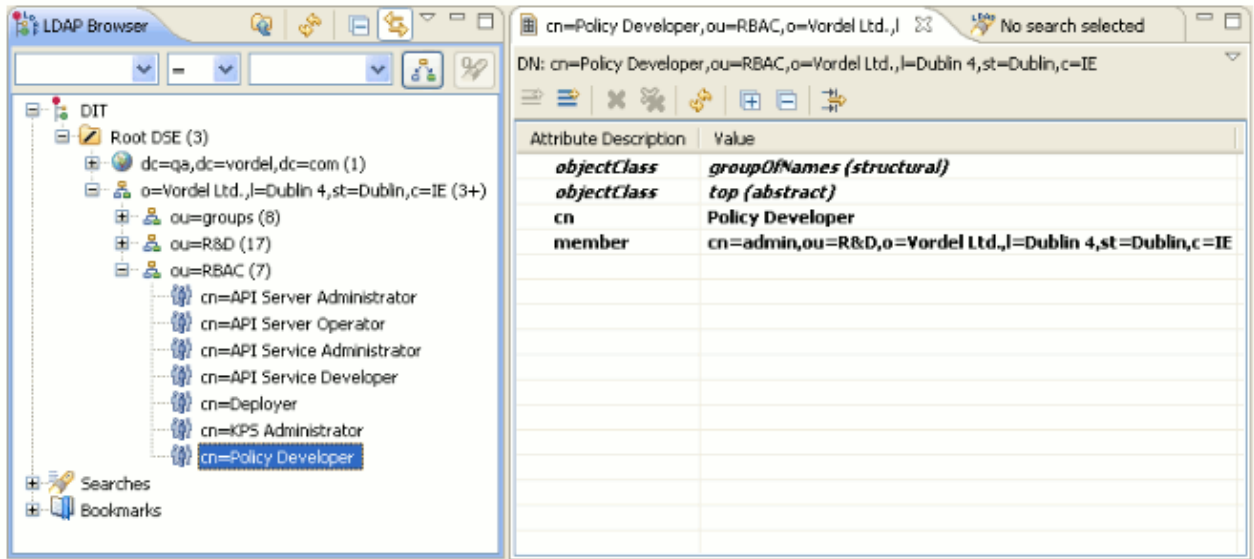 LDAP Browser
=
DIT
Root DSE (3)
dc=qa,dc=vordel,dc=com (1)
o=Vordel Ltd.,l=Dublin 4,st=Dublin,c=IE (3+)
ou=groups (8)
ou=R&D (17)
ou=RBAC (7)
cn=API Server Administrator
cn=API Server Operator
cn=API Service Administrator
cn=API Service Developer
cn=Deployer
cn=KPS Administrator
cn=Policy Developer
Searches
Bookmarks
cn=Policy Developer,ou=RBAC,o=Vordel Ltd.,l
No search selected
DN: cn=Policy Developer,ou=RBAC,o=Vordel Ltd.,l=Dublin 4,st=Dublin,c=IE
Attribute Description Value
objectClass groupOfNames (structural)
objectClass top (abstract)
cn Policy Developer
member cn=admin,ou=R&D,o=Vordel Ltd.,l=Dublin 4,st=Dublin,c=IE